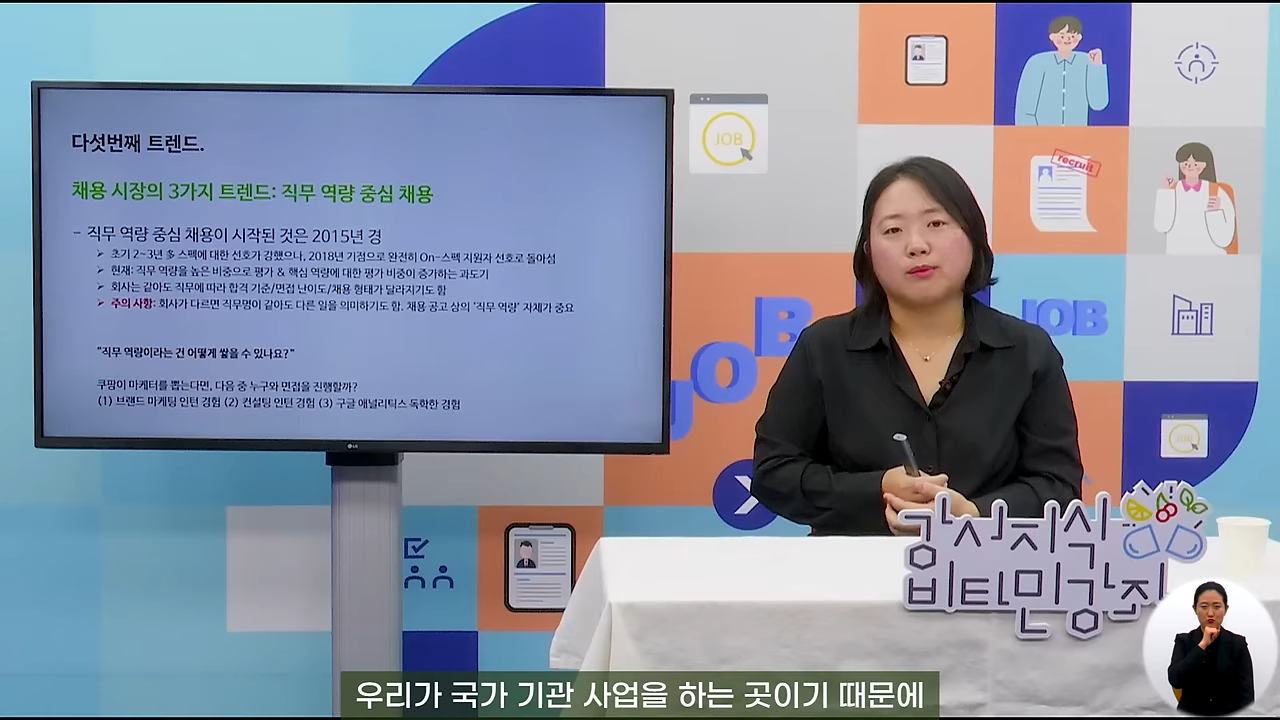 다섯번째 트렌드.
채용 시장의 3가지 트렌드: 직무 역량 중심 채용
- 직무 역량 중심 채용이 시작된 것은 2015년 경
➢ 초기 2~3년 多 스펙에 대한 선호가 강했으나, 2018년 기점으로 완전히 On-스펙 지원자 선호로 돌아섬
➢ 현재: 직무 역량을 높은 비중으로 평가 & 핵심 역량에 대한 평가 비중이 증가하는 과도기
➢ 회사는 같아도 직무에 따라 합격 기준/면접 난이도/채용 형태가 달라지기도 함
➢ 주의 사항: 회사가 다르면 직무명이 같아도 다른 일을 의미하기도 함. 채용 공고 상의 '직무 역량' 자체가 중요
"직무 역량이라는 건 어떻게 쌓을 수 있나요?"
쿠팡이 마케터를 뽑는다면, 다음 중 누구와 면접을 진행할까?
(1) 브랜드 마케팅 인턴 경험 (2) 컨설팅 인턴 경험 (3) 구글 애널리틱스 독학한 경험
LG
JOB
recruit
JOB
JOB
JOB
강서지식
비타민강좌
우리가 국가 기관 사업을 하는 곳이기 때문에